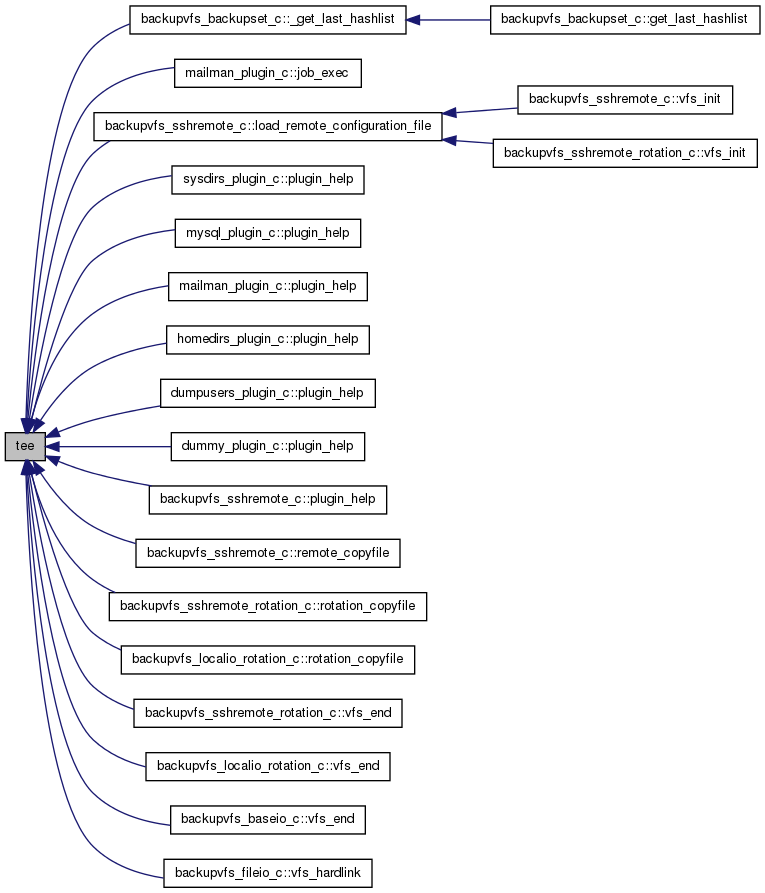 backupvfs_backupset_c::_get_last_hashlist
backupvfs_backupset_c::get_last_hashlist
mailman_plugin_c::job_exec
backupvfs_sshremote_c::vfs_init
backupvfs_sshremote_c::load_remote_configuration_file
backupvfs_sshremote_rotation_c::vfs_init
sysdirs_plugin_c::plugin_help
mysql_plugin_c::plugin_help
mailman_plugin_c::plugin_help
homedirs_plugin_c::plugin_help
dumpusers_plugin_c::plugin_help
tee
dummy_plugin_c::plugin_help
backupvfs_sshremote_c::plugin_help
backupvfs_sshremote_c::remote_copyfile
backupvfs_sshremote_rotation_c::rotation_copyfile
backupvfs_localio_rotation_c::rotation_copyfile
backupvfs_sshremote_rotation_c::vfs_end
backupvfs_localio_rotation_c::vfs_end
backupvfs_baseio_c::vfs_end
backupvfs_fileio_c::vfs_hardlink